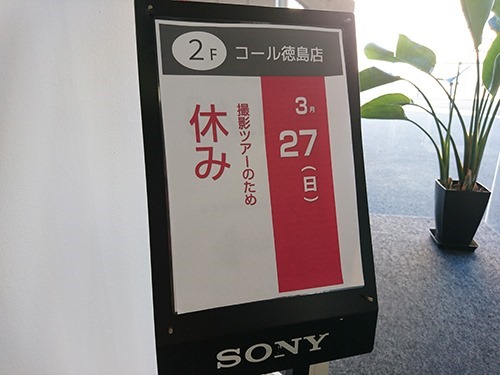 2F コール徳島店
3月
27(日)
撮影ツアーのため
休み
SONY